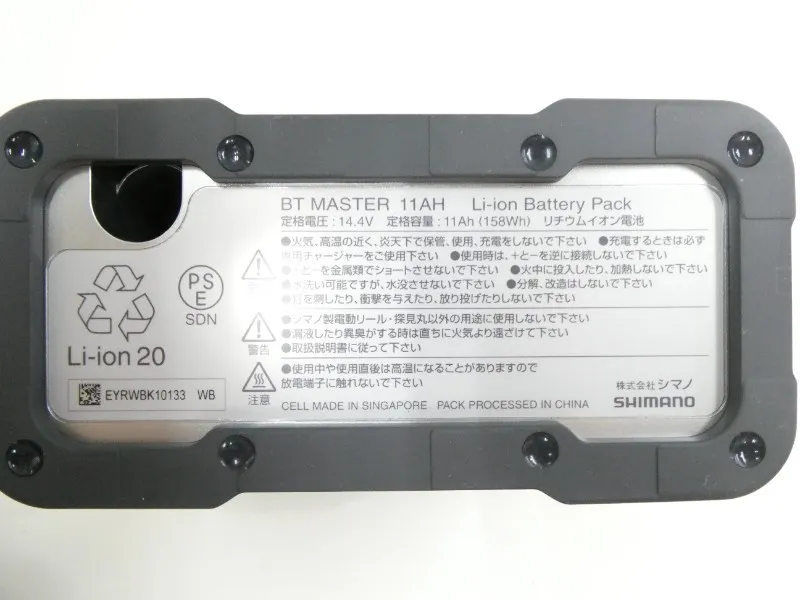 BT MASTER 11AH Li-ion Battery Pack
定格電圧：14.4V 定格容量：11Ah (158Wh) リチウムイオン電池
●火気、高温の近く、炎天下で保管、使用、充電をしないで下さい ●充電するときは必ず
用チャージャーをご使用下さい ●使用時は、+と−を逆に接続しないで下さい
と−を金属類でショートさせないで下さい ●火中に投入したり、加熱しないで下さい
水洗い可能ですが、水没させないで下さい ●分解、改造はしないで下さい
を刺したり、衝撃を与えたり、放り投げたりしないで下さい
●シマノ製電動リール・探見丸以外の用途に使用しないで下さい
●漏液したり異臭がする時は直ちに火気より遠ざけて下さい
●取扱説明書に従って下さい
警告
●使用中や使用直後は高温になることがありますので
放電端子に触れないで下さい
注意
CELL MADE IN SINGAPORE PACK PROCESSED IN CHINA
株式会社シマノ
SHIMANO
PS
E
SDN
Li-ion 20
EYRWBK10133 WB